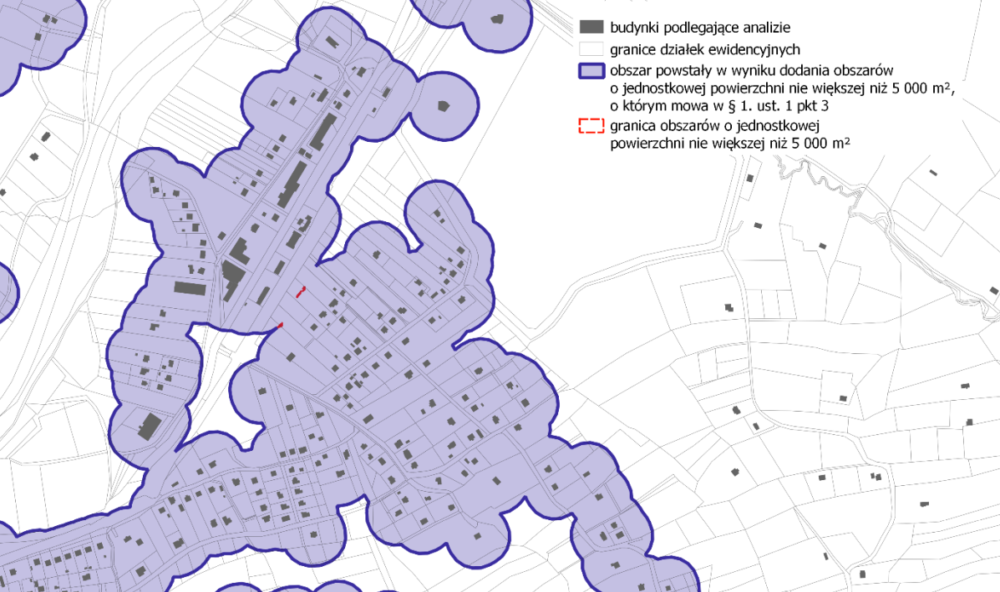 budynki podlegające analizie
granice działek ewidencyjnych
obszar powstały w wyniku dodania obszarów
o jednostkowej powierzchni nie większej niż 5 000 m²,
o którym mowa w § 1. ust. 1 pkt 3
granica obszarów o jednostkowej
powierzchni nie większej niż 5 000 m²